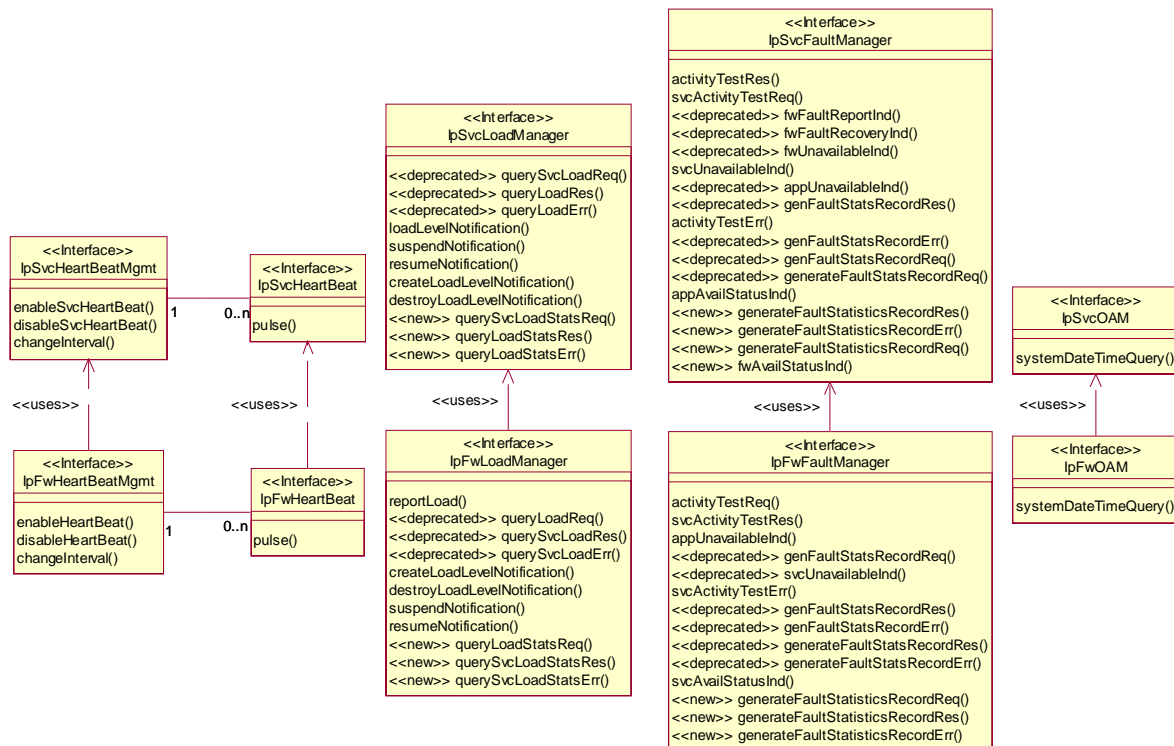 <<Interface>>
IpSvcHeartBeatMgmt
enableSvcHeartBeat()
disableSvcHeartBeat()
changeInterval()
1
0..n
<<Interface>>
IpSvcHeartBeat
pulse()
<<Interface>>
IpSvcLoadManager
<<deprecated>> querySvcLoadReq()
<<deprecated>> queryLoadRes()
<<deprecated>> queryLoadErr()
loadLevelNotification()
suspendNotification()
resumeNotification()
createLoadLevelNotification()
destroyLoadLevelNotification()
<<new>> querySvcLoadStatsReq()
<<new>> queryLoadStatsRes()
<<new>> queryLoadStatsErr()
<<Interface>>
IpSvcFaultManager
activityTestRes()
svcActivityTestReq()
<<deprecated>> fwFaultReportInd()
<<deprecated>> fwFaultRecoveryInd()
<<deprecated>> fwUnavailableInd()
svcUnavailableInd()
<<deprecated>> appUnavailableInd()
<<deprecated>> genFaultStatsRecordRes()
activityTestErr()
<<deprecated>> genFaultStatsRecordErr()
<<deprecated>> genFaultStatsRecordReq()
<<deprecated>> generateFaultStatsRecordReq()
appAvailStatusInd()
<<new>> generateFaultStatisticsRecordRes()
<<new>> generateFaultStatisticsRecordErr()
<<new>> generateFaultStatisticsRecordReq()
<<new>> fwAvailStatusInd()
<<Interface>>
IpSvcOAM
systemDateTimeQuery()
<<uses>>
<<uses>>
<<uses>>
<<uses>>
<<uses>>
<<Interface>>
IpFwHeartBeatMgmt
enableHeartBeat()
disableHeartBeat()
changeInterval()
1
0..n
<<Interface>>
IpFwHeartBeat
pulse()
<<Interface>>
IpFwLoadManager
reportLoad()
<<deprecated>> queryLoadReq()
<<deprecated>> querySvcLoadRes()
<<deprecated>> querySvcLoadErr()
createLoadLevelNotification()
destroyLoadLevelNotification()
suspendNotification()
resumeNotification()
<<new>> queryLoadStatsReq()
<<new>> querySvcLoadStatsRes()
<<new>> querySvcLoadStatsErr()
<<Interface>>
IpFwFaultManager
activityTestReq()
svcActivityTestRes()
appUnavailableInd()
<<deprecated>> genFaultStatsRecordReq()
<<deprecated>> svcUnavailableInd()
svcActivityTestErr()
<<deprecated>> genFaultStatsRecordRes()
<<deprecated>> genFaultStatsRecordErr()
<<deprecated>> generateFaultStatsRecordRes()
<<deprecated>> generateFaultStatsRecordErr()
svcAvailStatusInd()
<<new>> generateFaultStatisticsRecordReq()
<<new>> generateFaultStatisticsRecordRes()
<<new>> generateFaultStatisticsRecordErr()
<<Interface>>
IpFwOAM
systemDateTimeQuery()